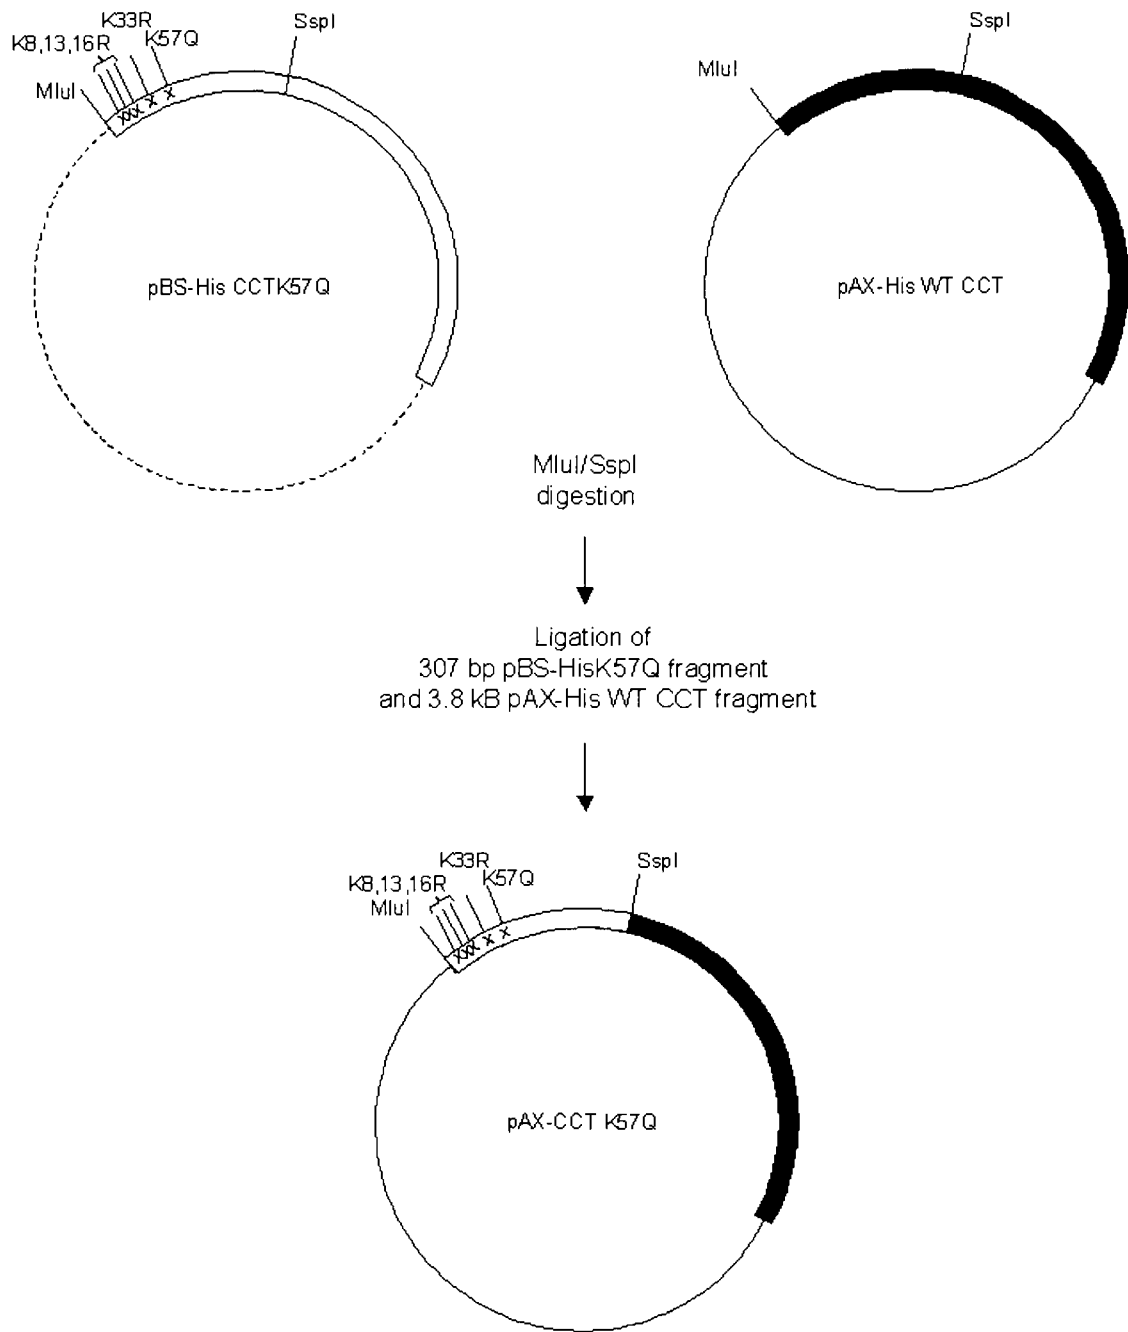 K33R
SspI
K8,13,16R
K57Q
MluI
pBS-His CCTK57Q
SspI
MluI
pAX-His WT CCT
MluI/SspI
digestion
Ligation of
307 bp pBS-HisK57Q fragment
and 3.8 kB pAX-His WT CCT fragment
K33R
SspI
K8,13,16R
K57Q
MluI
pAX-CCT K57Q